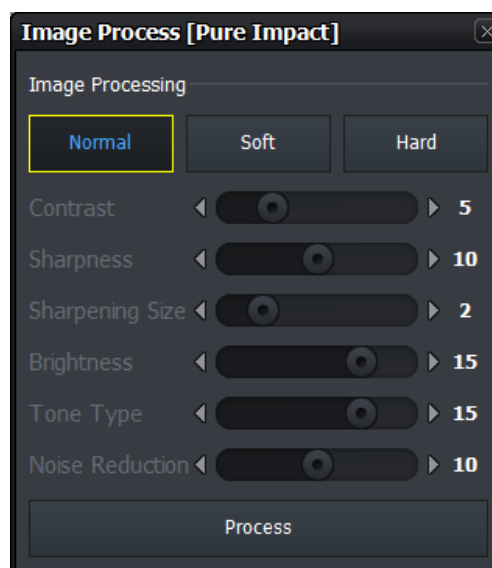 Image Process [Pure Impact]
Image Processing
Normal Soft Hard
Contrast 5
Sharpness 10
Sharpening Size 2
Brightness 15
Tone Type 15
Noise Reduction 10
Process